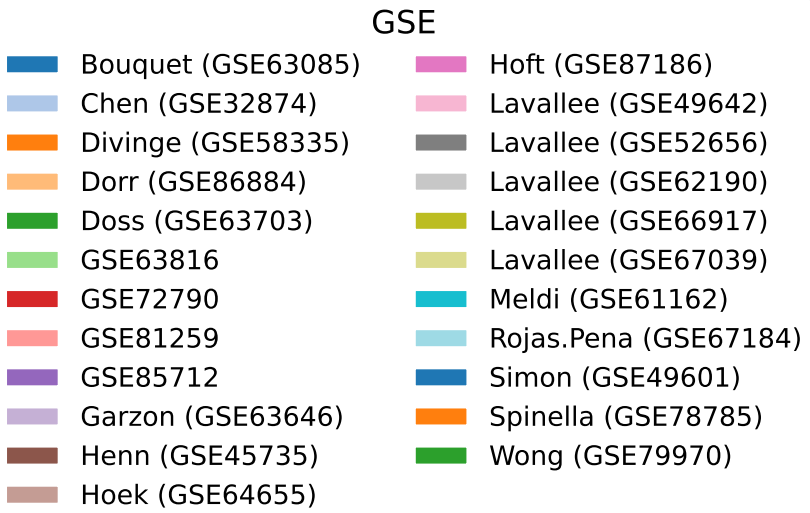 GSE
Bouquet (GSE63085)
Chen (GSE32874)
Divinge (GSE58335)
Dorr (GSE86884)
Doss (GSE63703)
GSE63816
GSE72790
GSE81259
GSE85712
Garzon (GSE63646)
Henn (GSE45735)
Hoek (GSE64655)
Hoft (GSE87186)
Lavallee (GSE49642)
Lavallee (GSE52656)
Lavallee (GSE62190)
Lavallee (GSE66917)
Lavallee (GSE67039)
Meldi (GSE61162)
Rojas.Pena (GSE67184)
Simon (GSE49601)
Spinella (GSE78785)
Wong (GSE79970)